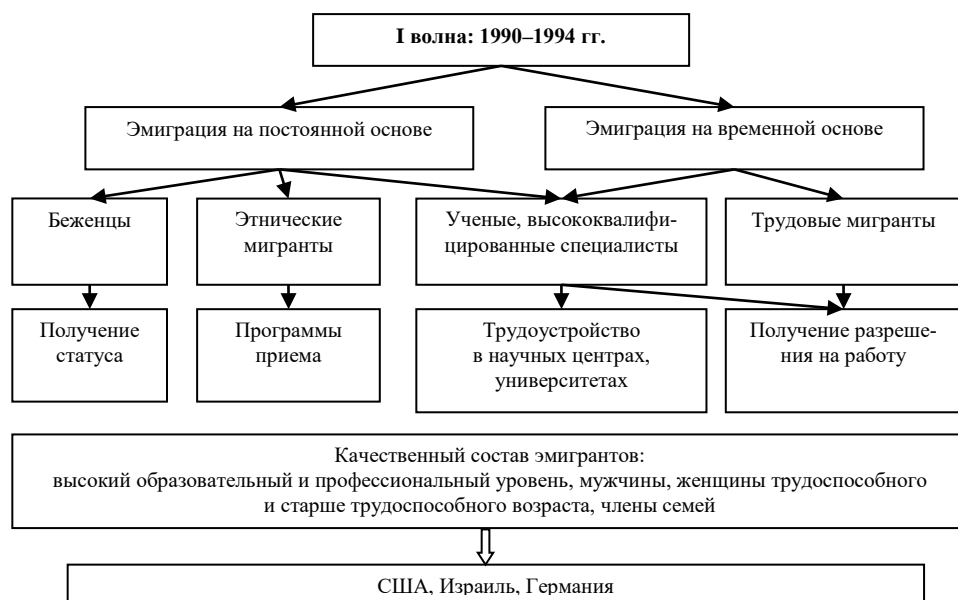 I волна: 1990–1994 гг.
Эмиграция на постоянной основе
Эмиграция на временной основе
Беженцы
Этнические
мигранты
Ученые, высококвалифи-
цированные специалисты
Трудовые мигранты
Получение
статуса
Программы
приема
Трудоустройство
в научных центрах,
университетах
Получение разреше-
ния на работу
Качественный состав эмигрантов:
высокий образовательный и профессиональный уровень, мужчины, женщины трудоспособного
и старше трудоспособного возраста, члены семей
США, Израиль, Германия